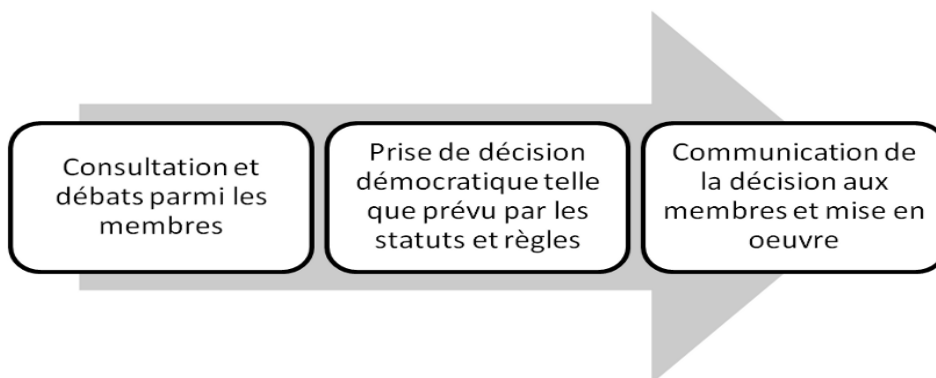 Consultation et
débats parmi les
membres
Prise de décision
démocratique telle
que prévu par les
statuts et règles
Communication de
la décision aux
membres et mise en
oeuvre